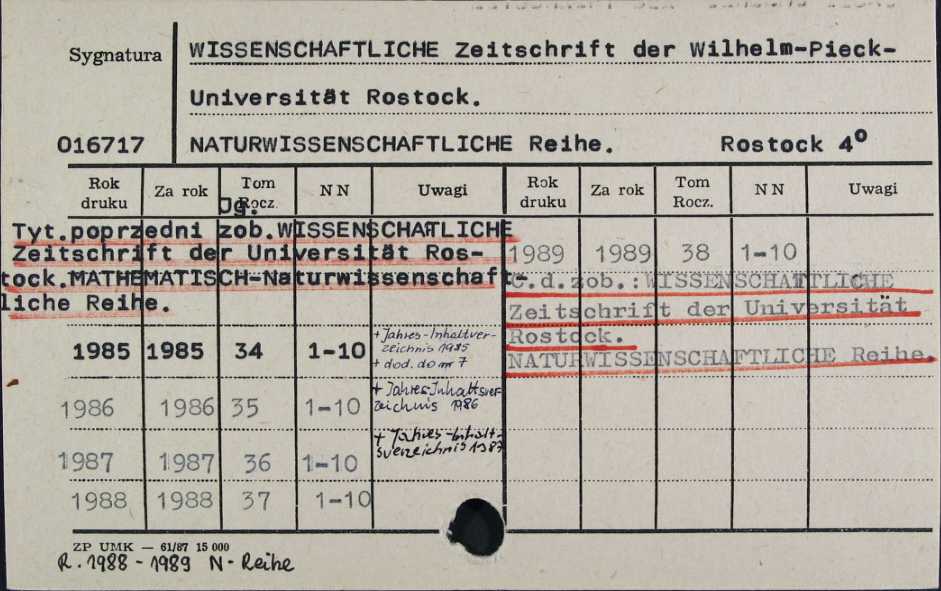 Sygnatura
WISSENSCHAFTLICHE Zeitschrift der Wilhelm-Pieck-
Universität Rostock.
016717
NATURWISSENSCHAFTLICHE Reihe. Rostock 4°
Rok druku Za rok Tom Rocz. NN Uwagi Rok druku Za rok Tom Rocz. NN Uwagi
Jg.
Tyt.poprzedni zob.WISSENSCHAFTLICHE
Zeitschrift der Universität Ros-
tock.MATHEMATISCH-Naturwissenschaft-
liche Reihe.
1985 1985 34 1-10 + Jahres-Inhaltver-
zeichnis 1985
+ dod. do nr 7
1986 1986 35 1-10 + Jahres-Inhaltsver-
zeichnis 1986
1987 1987 36 1-10 + Jahres-Inhalt-
sverzeichnis 1987
1988 1988 37 1-10
1989 1989 38 1-10
C.d.zob.:WISSENSCHAFTLICHE
Zeitschrift der Universität
Rostock.
NATURWISSENSCHAFTLICHE Reihe.
ZP UMK — 61/87 15 000
R. 1988 - 1989 N-Reihe